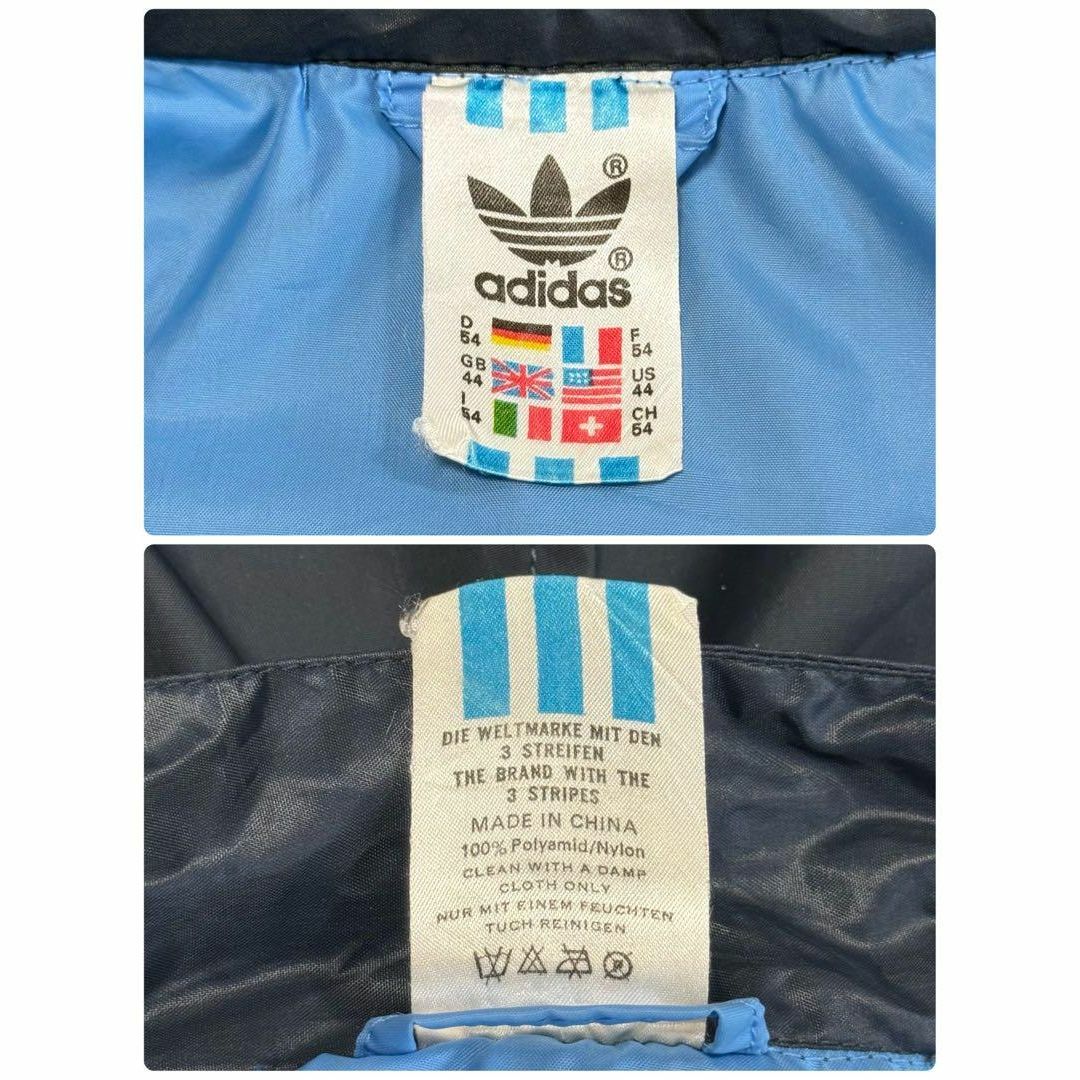 ®
®
adidas
D 54 F 54
GB 44 US 44
I 54 CH 54
DIE WELTMARKE MIT DEN
3 STREIFEN
THE BRAND WITH THE
3 STRIPES
MADE IN CHINA
100% Polyamid/Nylon
CLEAN WITH A DAMP
CLOTH ONLY
NUR MIT EINEM FEUCHTEN
TUCH REINIGEN